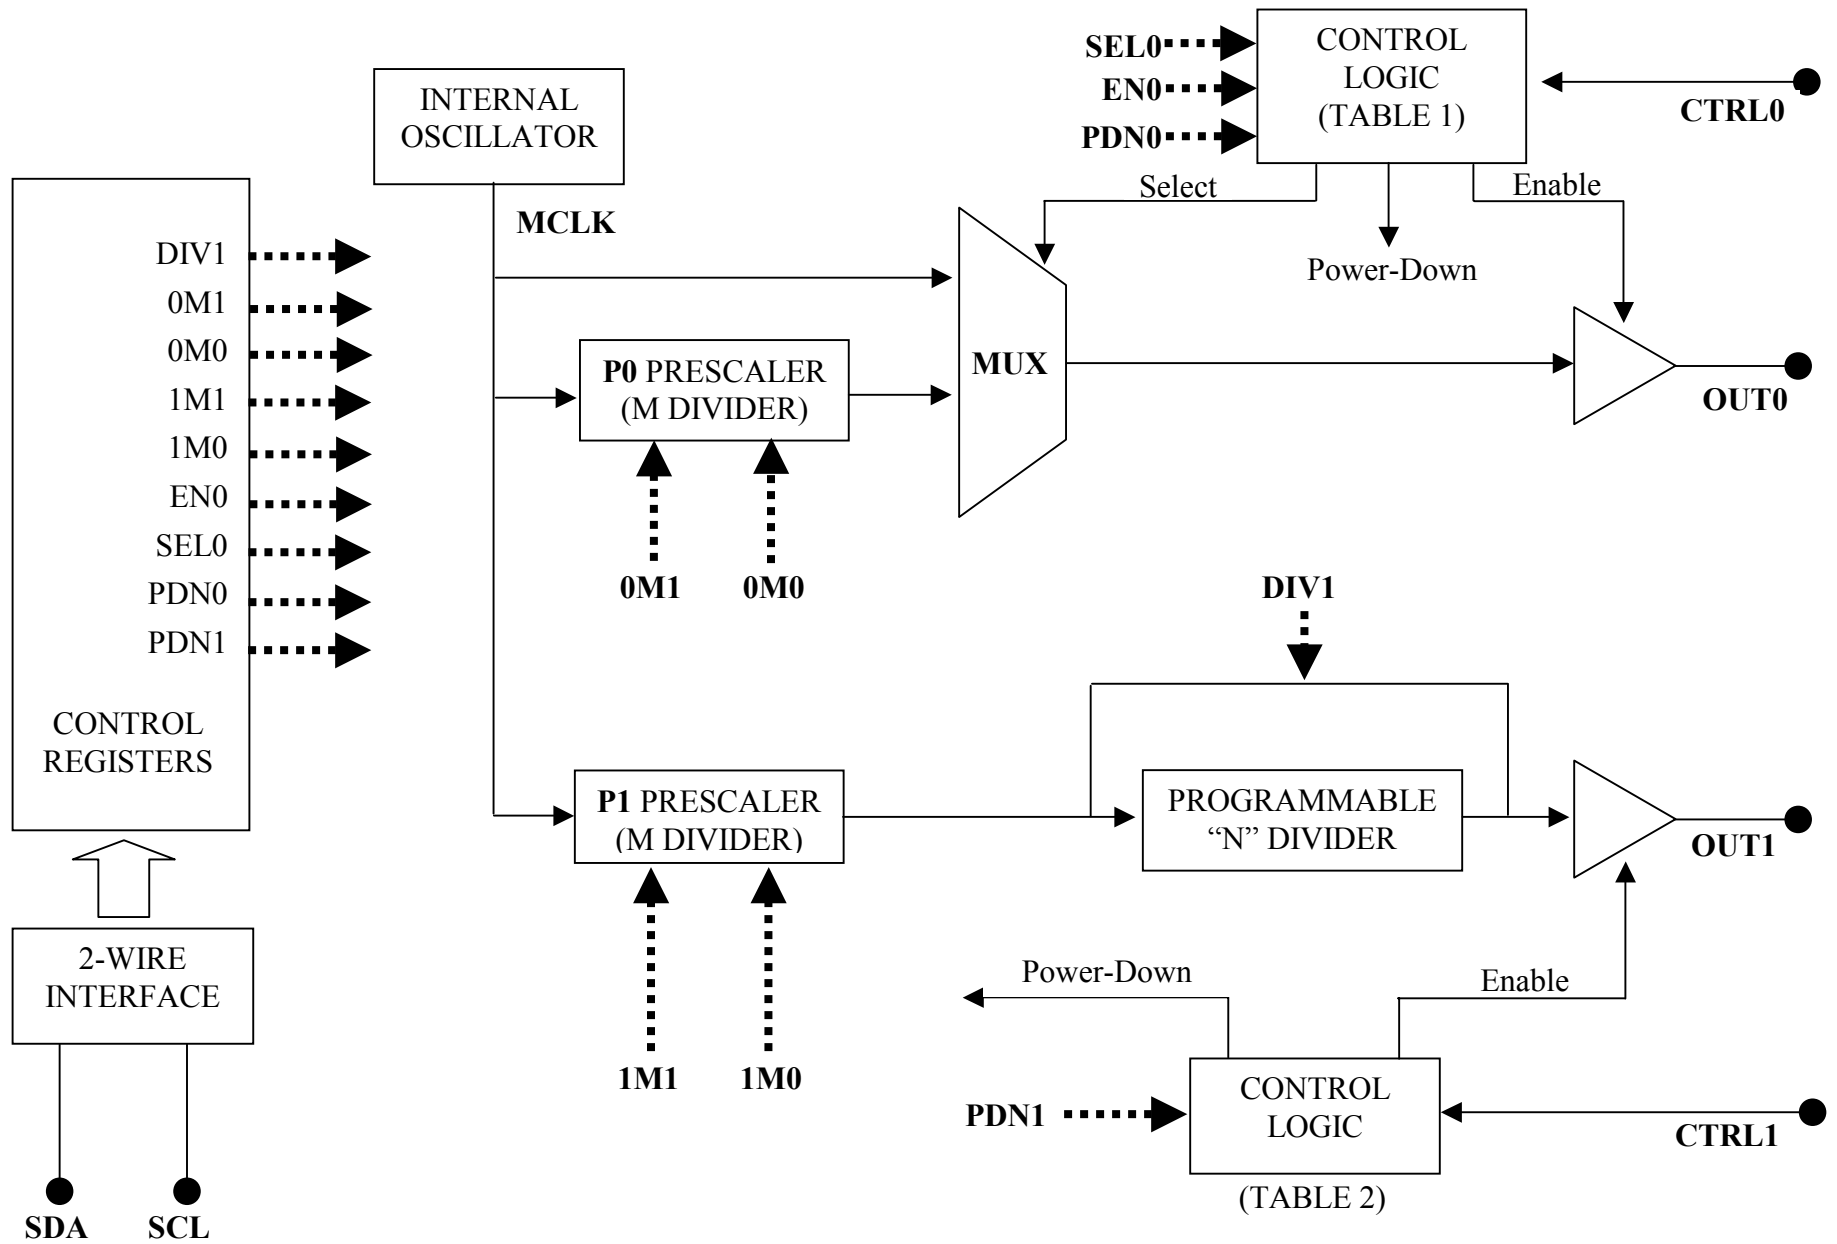 SEL0
EN0
PDN0
CONTROL
LOGIC
(TABLE 1)
CTRL0
Select
Enable
Power-Down
INTERNAL
OSCILLATOR
MCLK
DIV1
0M1
0M0
1M1
1M0
EN0
SEL0
PDN0
PDN1
CONTROL
REGISTERS
P0 PRESCALER
(M DIVIDER)
0M1
0M0
MUX
OUT0
DIV1
P1 PRESCALER
(M DIVIDER)
1M1
1M0
PROGRAMMABLE
“N” DIVIDER
OUT1
2-WIRE
INTERFACE
SDA
SCL
Power-Down
Enable
PDN1
CONTROL
LOGIC
(TABLE 2)
CTRL1